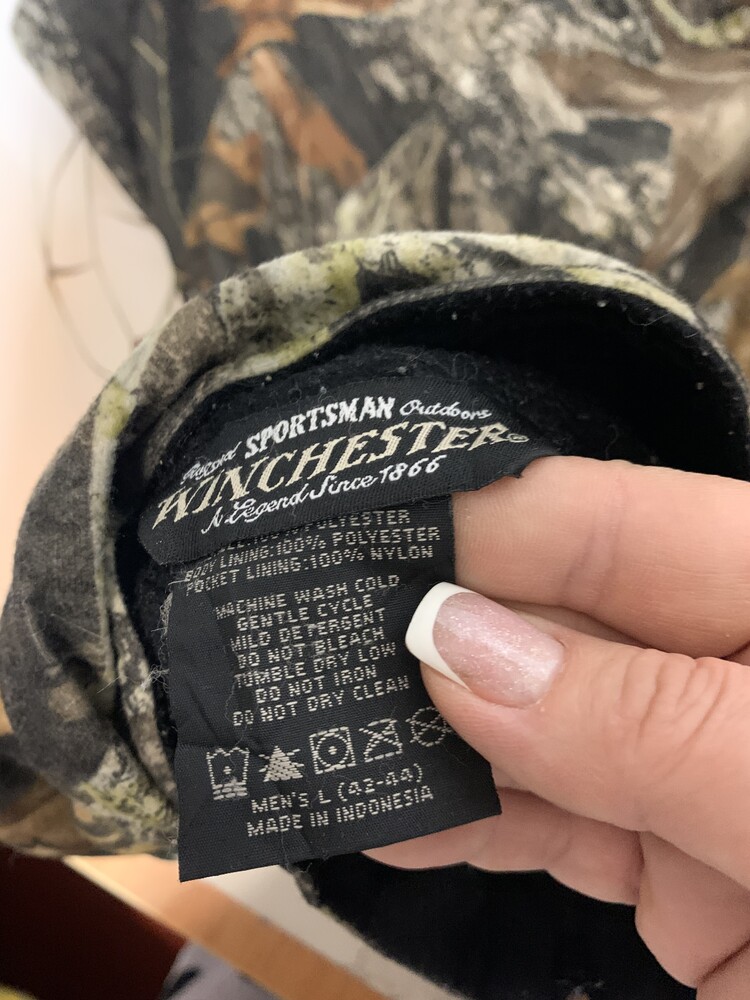 SPORTSMAN Outdoors
WINCHESTER®
A Legend Since 1866
100% POLYESTER
BODY LINING:100% POLYESTER
POCKET LINING:100% NYLON
MACHINE WASH COLD
GENTLE CYCLE
MILD DETERGENT
DO NOT BLEACH
TUMBLE DRY LOW
DO NOT IRON
DO NOT DRY CLEAN
MEN'S L (42-44)
MADE IN INDONESIA